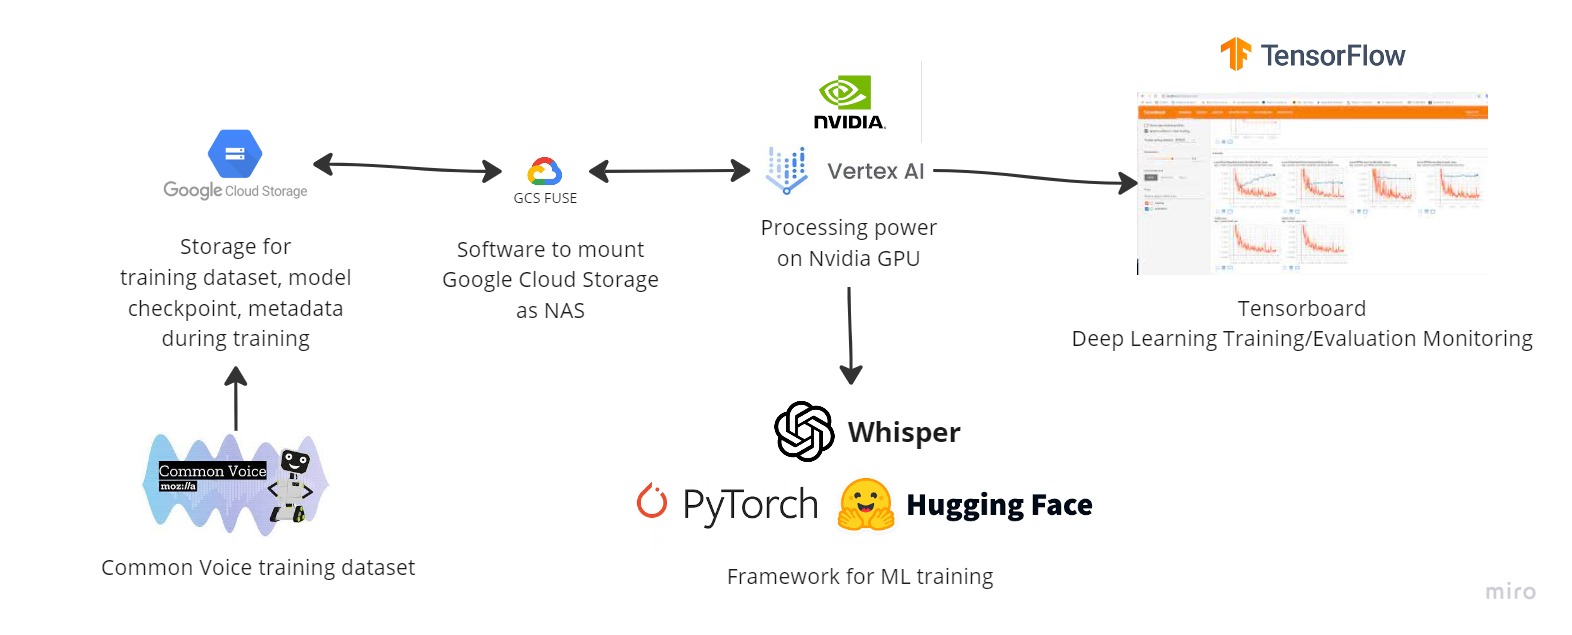 TensorFlow
NVIDIA.
Google Cloud Storage
GCS FUSE
Vertex AI
Storage for
training dataset, model
checkpoint, metadata
during training
Software to mount
Google Cloud Storage
as NAS
Processing power
on Nvidia GPU
Tensorboard
Deep Learning Training/Evaluation Monitoring
Whisper
Common Voice
moz://a
PyTorch
Hugging Face
Common Voice training dataset
Framework for ML training
miro